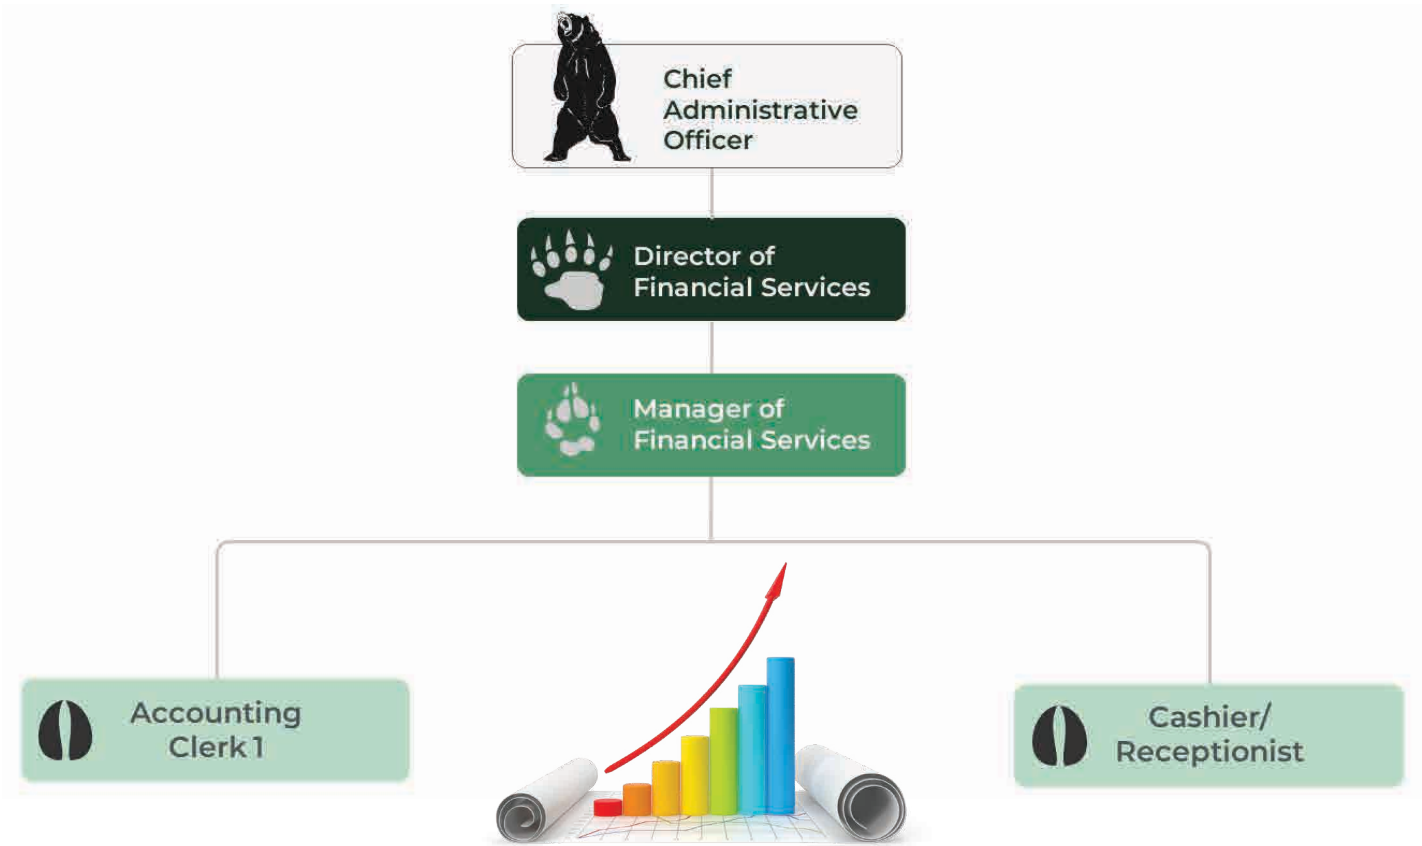 Chief
Administrative
Officer
Director of
Financial Services
Manager of
Financial Services
Accounting
Clerk 1
Cashier/
Receptionist